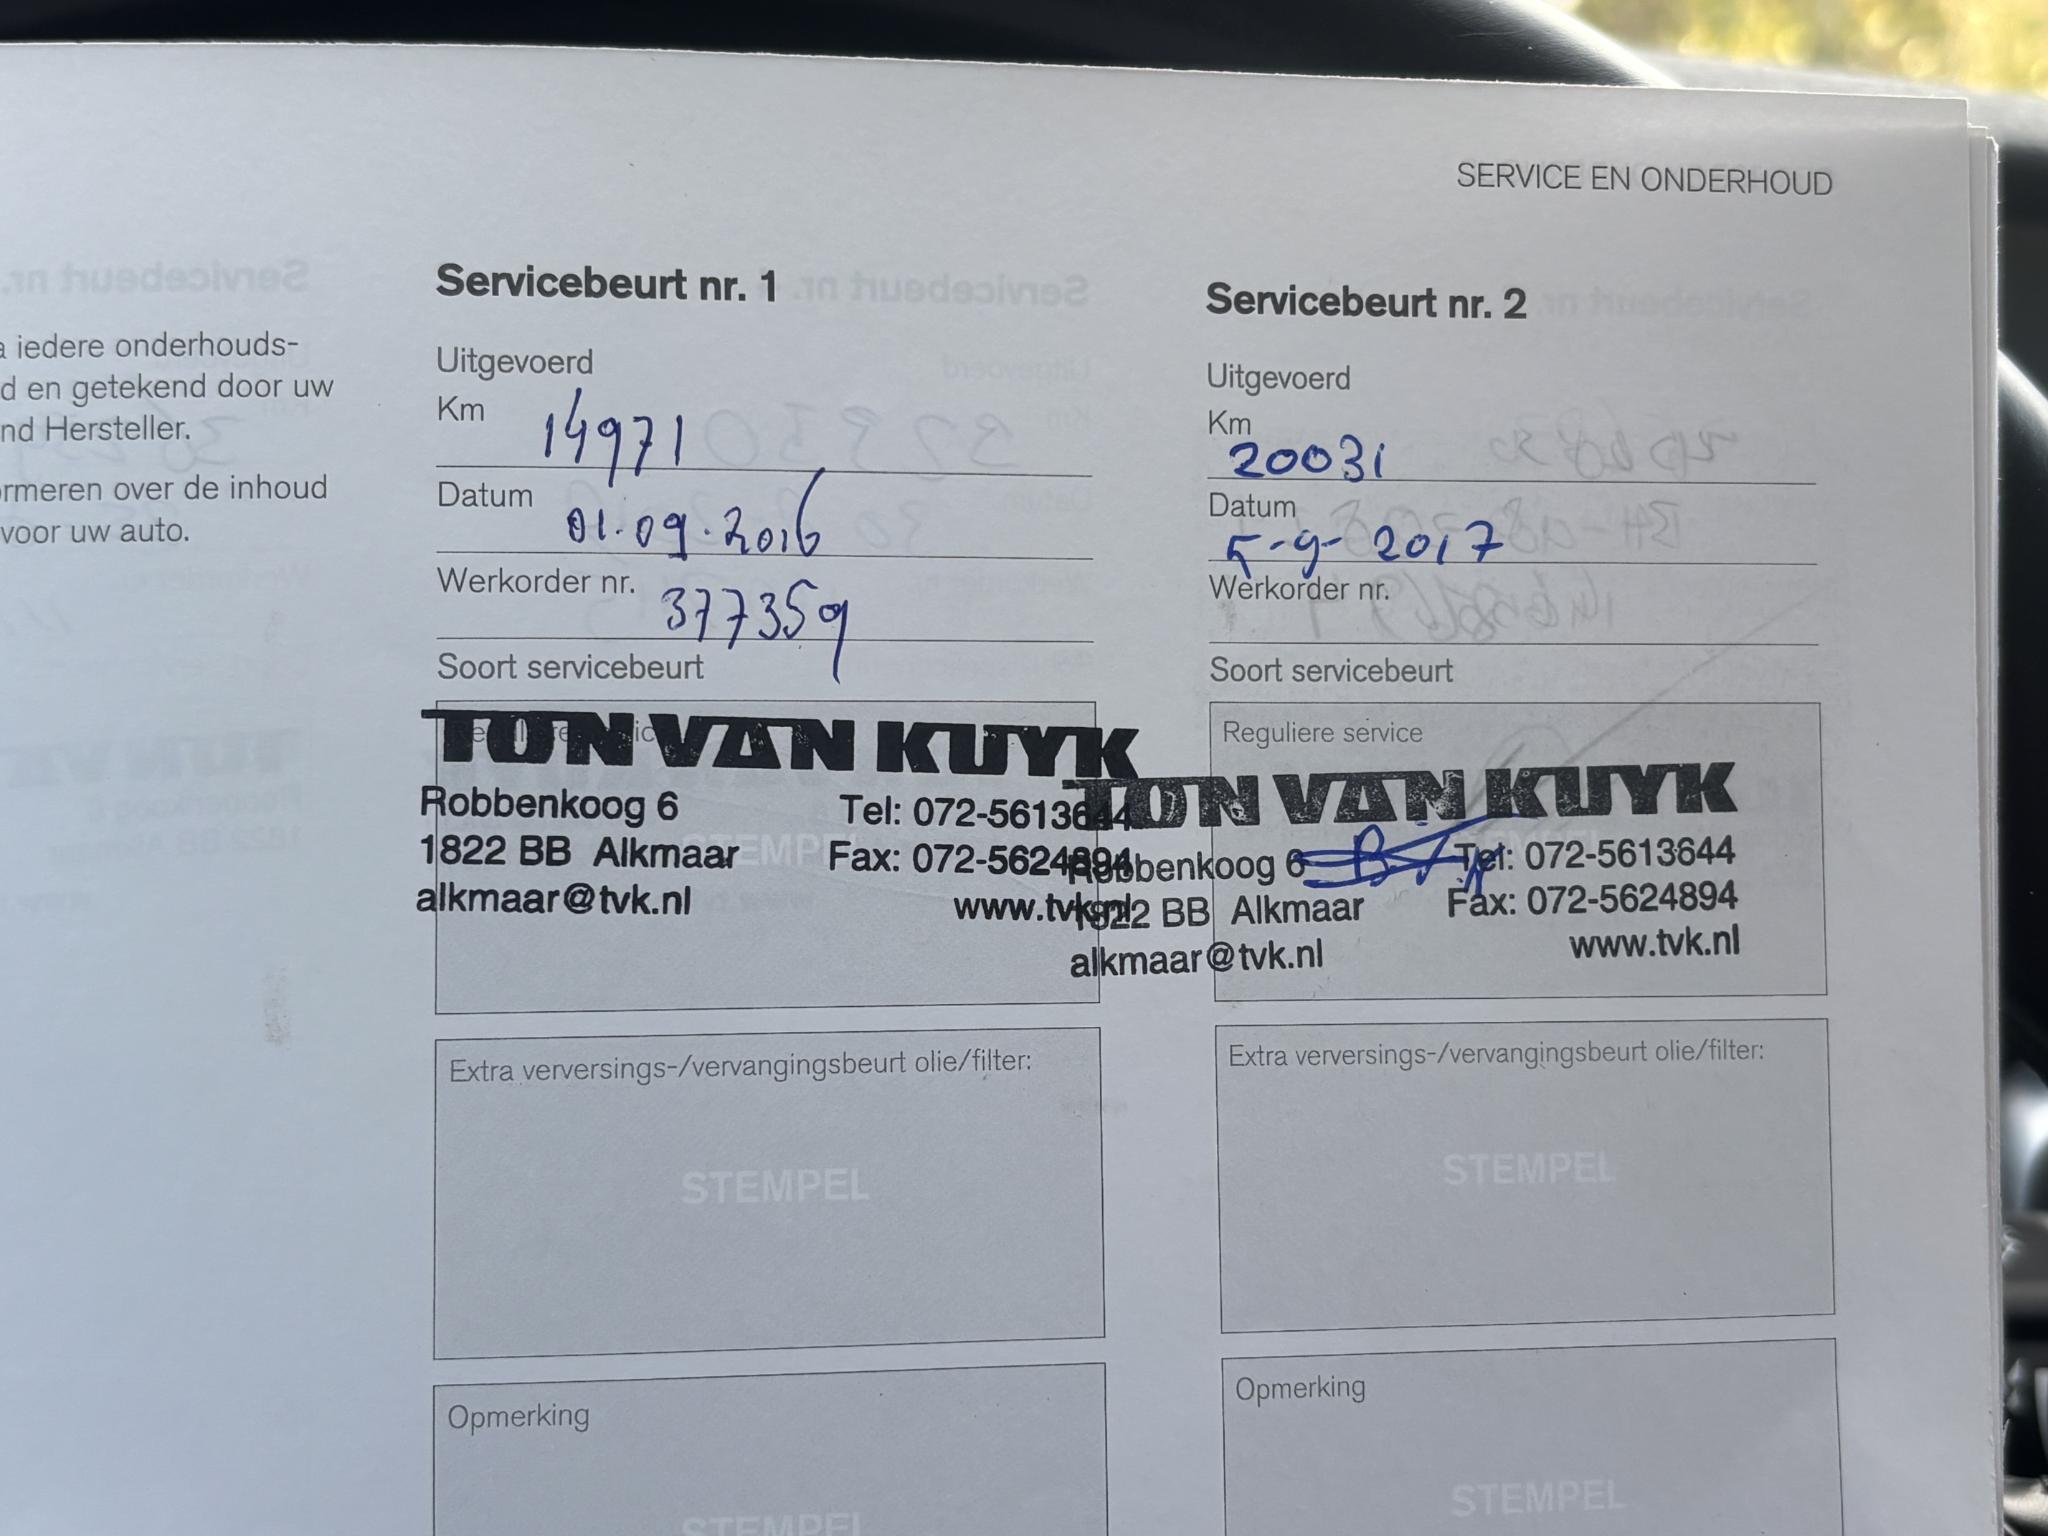 SERVICE EN ONDERHOUD
iedere onderhouds-
en getekend door uw
Hersteller.
over de inhoud
voor uw auto.
Servicebeurt nr. 1
Uitgevoerd
Km 14971
Datum 01.09.2016
Werkorder nr. 377359
Soort servicebeurt
TON VAN KUYK
Robbenkoog 6 Tel: 072-5613644
1822 BB Alkmaar Fax: 072-5624894
alkmaar@tvk.nl www.tvk.nl
STEMPEL
Extra verversings-/vervangingsbeurt olie/filter:
STEMPEL
Opmerking
STEMPEL
Servicebeurt nr. 2
Uitgevoerd
Km 20031
Datum 5-9-2017
Werkorder nr.
Soort servicebeurt
Reguliere service
TON VAN KUYK
Robbenkoog 6 Tel: 072-5613644
1822 BB Alkmaar Fax: 072-5624894
alkmaar@tvk.nl www.tvk.nl
Extra verversings-/vervangingsbeurt olie/filter:
STEMPEL
Opmerking
STEMPEL